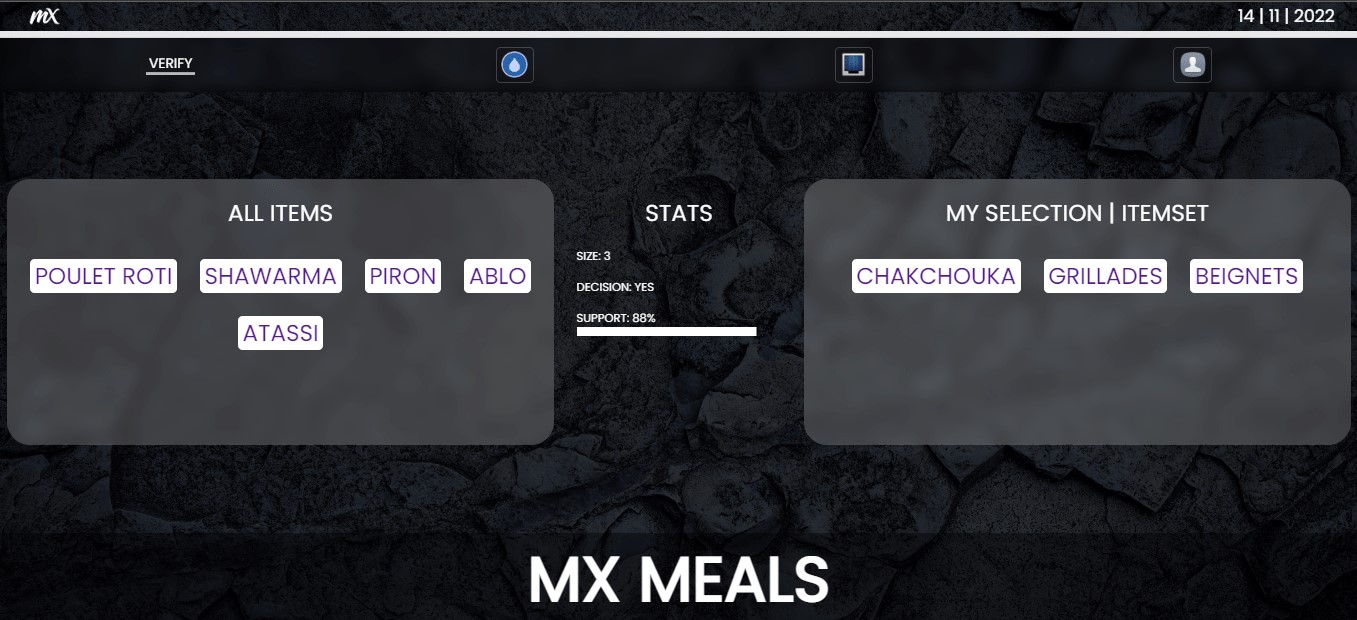 mX
14 | 11 | 2022
VERIFY
ALL ITEMS
POULET ROTI SHAWARMA PIRON ABLO
ATASSI
STATS
SIZE: 3
DECISION: YES
SUPPORT: 88%
MY SELECTION | ITEMSET
CHAKCHOUKA GRILLADES BEIGNETS
MX MEALS